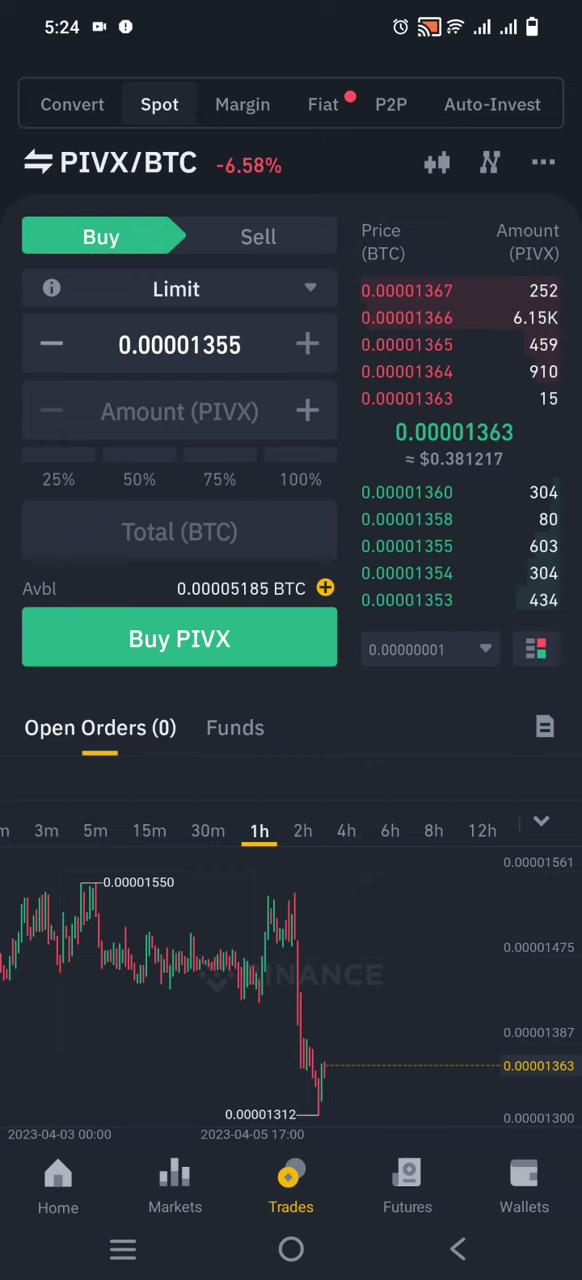 5:24
Convert Spot Margin Fiat P2P Auto-Invest
PIVX/BTC -6.58%
Buy Sell
Limit
0.00001355
Amount (PIVX)
25% 50% 75% 100%
Total (BTC)
Avbl 0.00005185 BTC
Buy PIVX
Price Amount
(BTC) (PIVX)
0.00001367 252
0.00001366 6.15K
0.00001365 459
0.00001364 910
0.00001363 15
0.00001363
≈ $0.381217
0.00001360 304
0.00001358 80
0.00001355 603
0.00001354 304
0.00001353 434
0.00000001
Open Orders (0) Funds
m 3m 5m 15m 30m 1h 2h 4h 6h 8h 12h
0.00001561
0.00001550
0.00001475
BINANCE
0.00001387
0.00001363
0.00001312
0.00001300
2023-04-03 00:00 2023-04-05 17:00
Home Markets Trades Futures Wallets